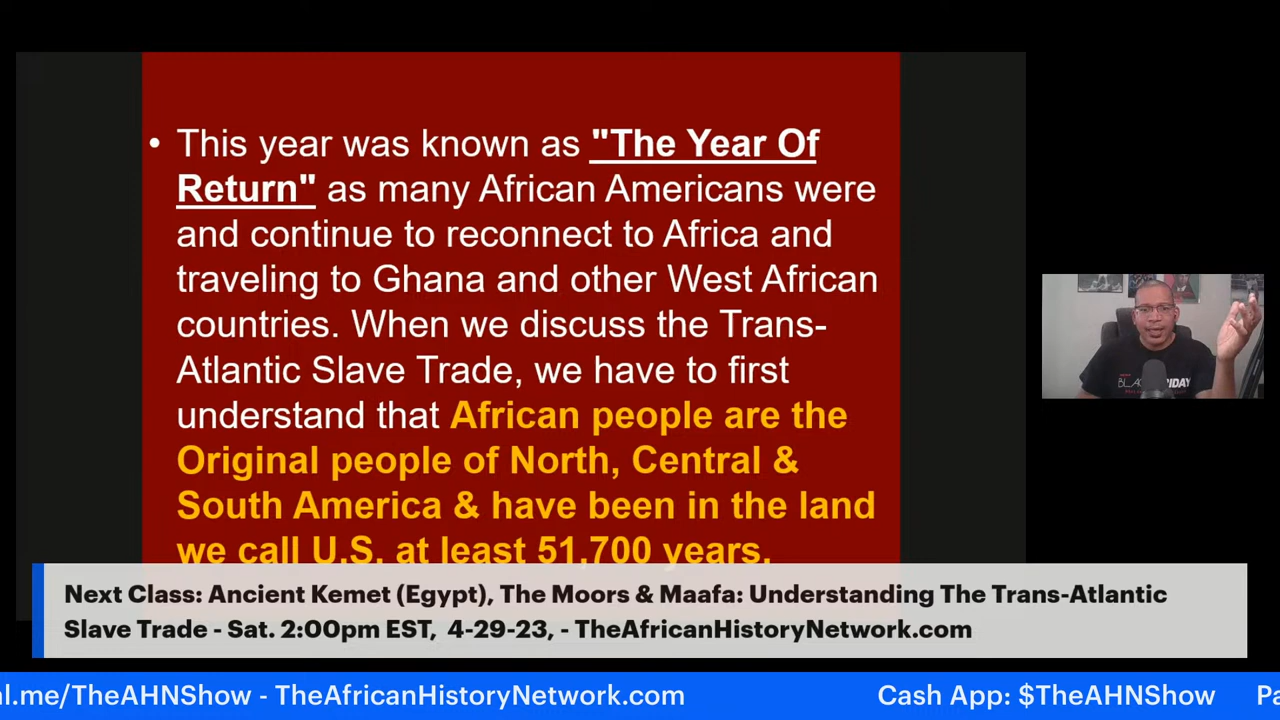 • This year was known as "The Year Of
Return" as many African Americans were
and continue to reconnect to Africa and
traveling to Ghana and other West African
countries. When we discuss the Trans-
Atlantic Slave Trade, we have to first
understand that African people are the
Original people of North, Central &
South America & have been in the land
we call U.S. at least 51,700 years.
Next Class: Ancient Kemet (Egypt), The Moors & Maafa: Understanding The Trans-Atlantic
Slave Trade - Sat. 2:00pm EST, 4-29-23, - TheAfricanHistoryNetwork.com
al.me/TheAHNShow - TheAfricanHistoryNetwork.com Cash App: $TheAHNShow Pa